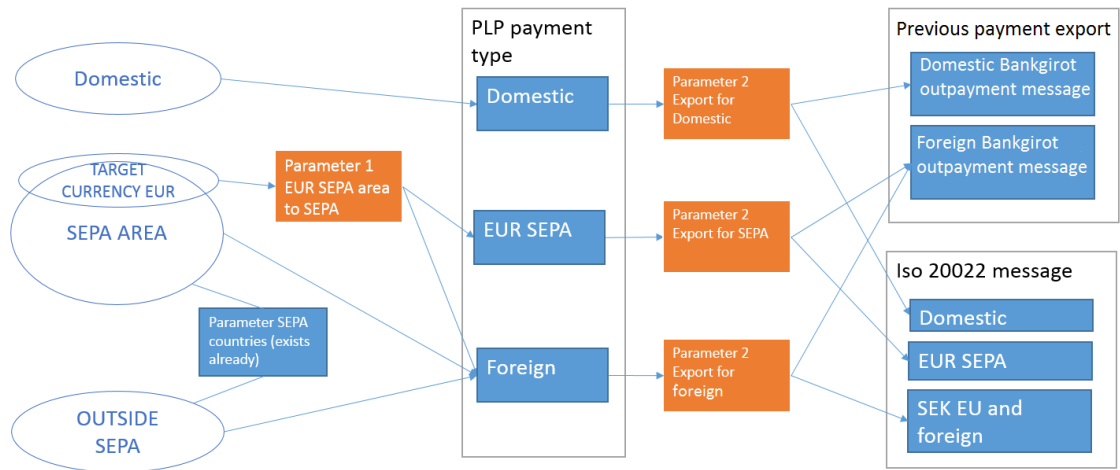 Domestic
TARGET
CURRENCY EUR
SEPA AREA
Parameter SEPA
countries (exists
already)
OUTSIDE
SEPA
Parameter 1
EUR SEPA area
to SEPA
PLP payment
type
Domestic
EUR SEPA
Foreign
Parameter 2
Export for
Domestic
Parameter 2
Export for SEPA
Parameter 2
Export for
foreign
Previous payment export
Domestic Bankgirot
outpayment message
Foreign Bankgirot
outpayment message
Iso 20022 message
Domestic
EUR SEPA
SEK EU and
foreign